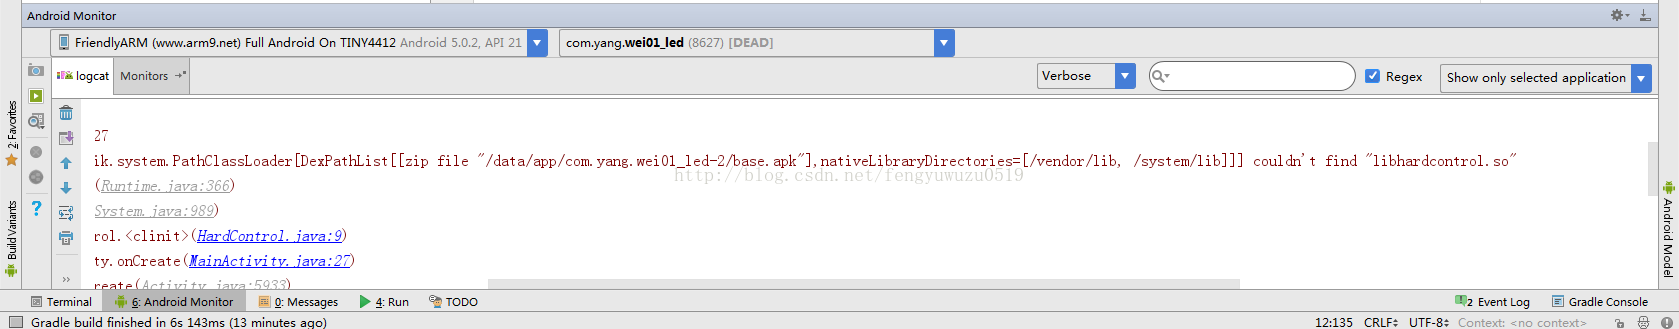 Android Monitor
FriendlyARM (www.arm9.net) Full Android On TINY4412 Android 5.0.2, API 21
com.yang.wei01_led (8627) [DEAD]
logcat
Monitors
Verbose
Regex
Show only selected application
27
ik.system.PathClassLoader[DexPathList[[zip file "/data/app/com.yang.wei01_led-2/base.apk"],nativeLibraryDirectories=[/vendor/lib, /system/lib]]] couldn't find "libhardcontrol.so"
http://blog.csdn.net/fengyuwuzu0519
(Runtime.java:366)
System.java:989)
rol.<clinit>(HardControl.java:9)
ty.onCreate(MainActivity.java:27)
reate(Activity.java:5933)
2: Favorites
Build Variants
Android Model
Terminal
6: Android Monitor
0: Messages
4: Run
TODO
2 Event Log
Gradle Console
Gradle build finished in 6s 143ms (13 minutes ago)
12:135
CRLF
UTF-8
Context: <no context>